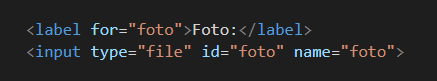 <label for="foto">Foto:</label>
<input type="file" id="foto" name="foto">